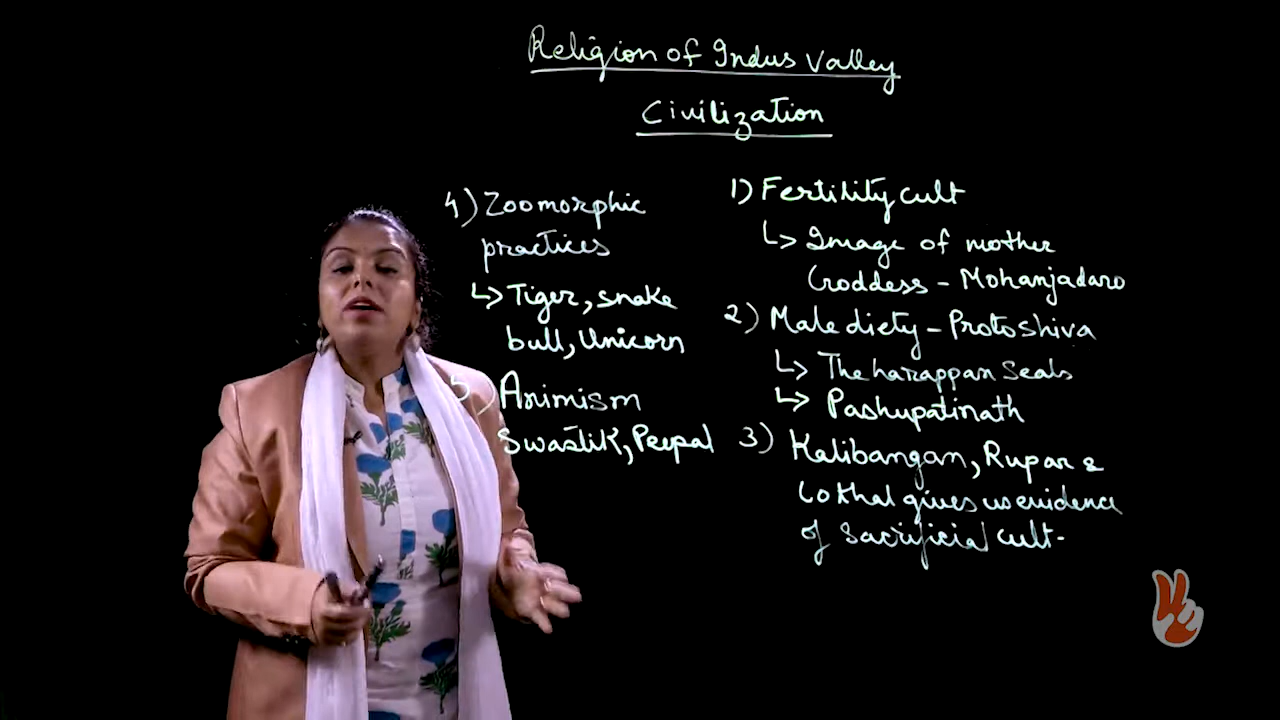 Religion of Indus Valley
Civilization
1) Fertility cult
↳ Image of mother
Goddess - Mohanjadaro
2) Male diety - Protoshiva
↳ The harappan Seals
↳ Pashupatinath
3) Kalibangan, Rupar &
Lothal gives us evidence
of Sacrificial cult.
4) Zoomorphic
practices
↳ Tiger, snake
bull, Unicorn
5) Animism
Swastik, Peepal